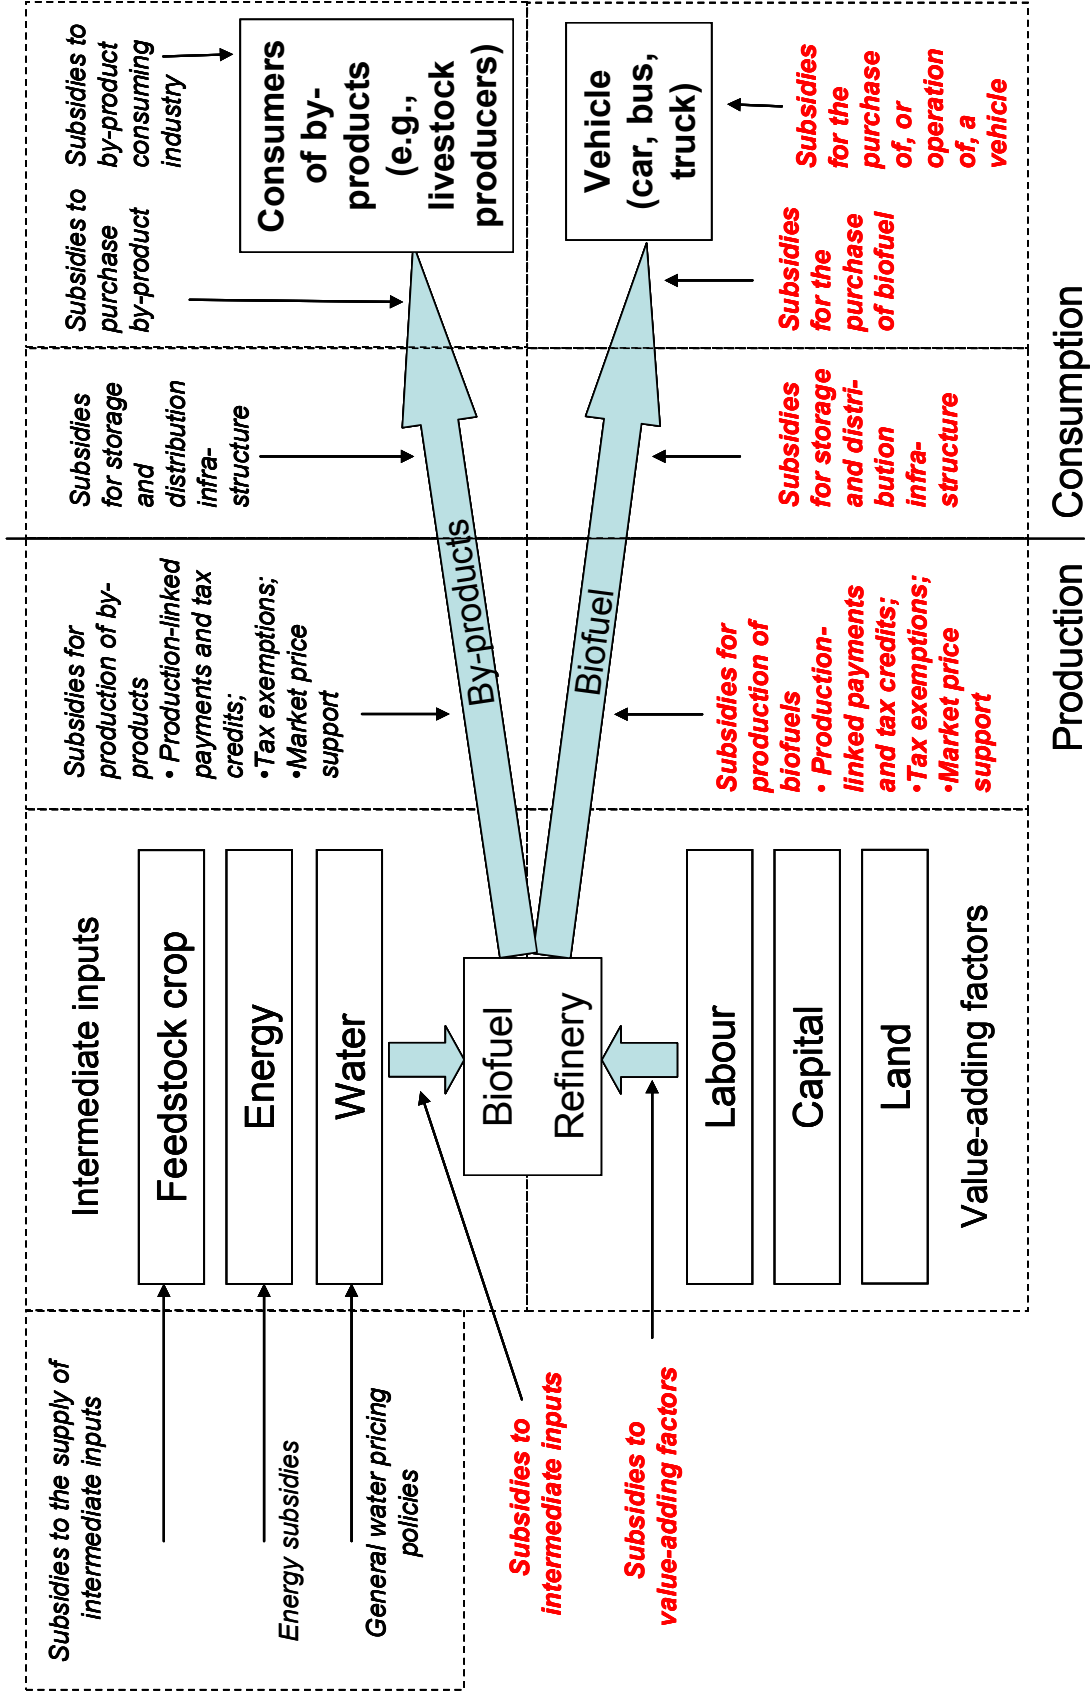 Subsidies to the supply of
intermediate inputs
Energy subsidies
General water pricing
policies
Subsidies to
intermediate inputs
Subsidies to
value-adding factors
Intermediate inputs
Feedstock crop
Energy
Water
Biofuel
Refinery
Labour
Capital
Land
Value-adding factors
Subsidies for
production of by-
products
• Production-linked
payments and tax
credits;
•Tax exemptions;
•Market price
support
By-products
Biofuel
Subsidies for
production of
biofuels
• Production-
linked payments
and tax credits;
•Tax exemptions;
•Market price
support
Subsidies
for storage
and
distribution
infra-
structure
Subsidies
for storage
and distri-
bution
infra-
structure
Subsidies to
purchase
by-product
Subsidies to
by-product
consuming
industry
Consumers
of by-
products
(e.g.,
livestock
producers)
Vehicle
(car, bus,
truck)
Subsidies
for the
purchase
of biofuel
Subsidies
for the
purchase
of, or
operation
of, a
vehicle
Production
Consumption